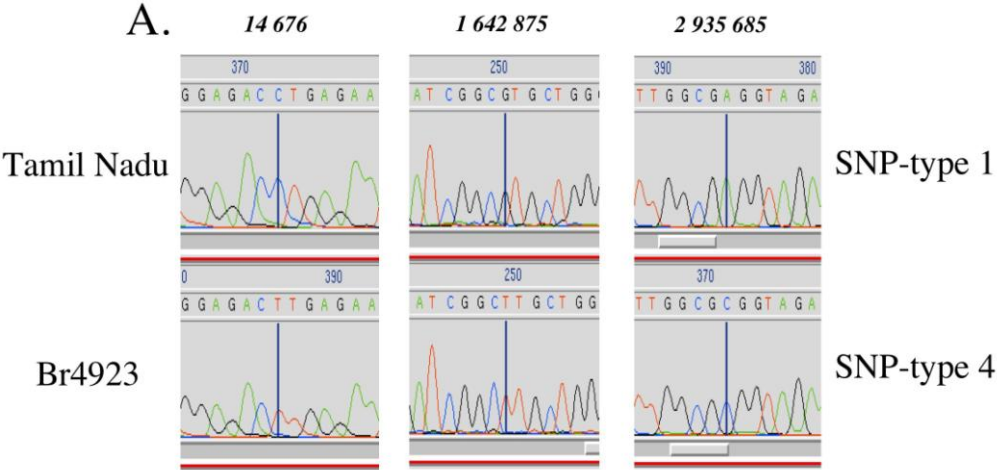 A. 14 676 1 642 875 2 935 685
370 250 390 380
G G A G A C C T G A G A A A T C G G C G T G C T G G T T G G C G A G G T A G A
Tamil Nadu SNP-type 1
0 390 250 370
G G A G A C T T G A G A A A T C G G C T T G C T G G T T G G C G C G G T A G A
Br4923 SNP-type 4